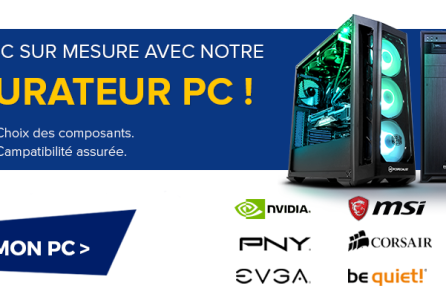 C SUR MESURE AVEC NOTRE
URATEUR PC !
Choix des composants.
Campatibilité assurée.
MON PC >
NVIDIA.
msi
PNY.
CORSAIR
EVGA.
be quiet!